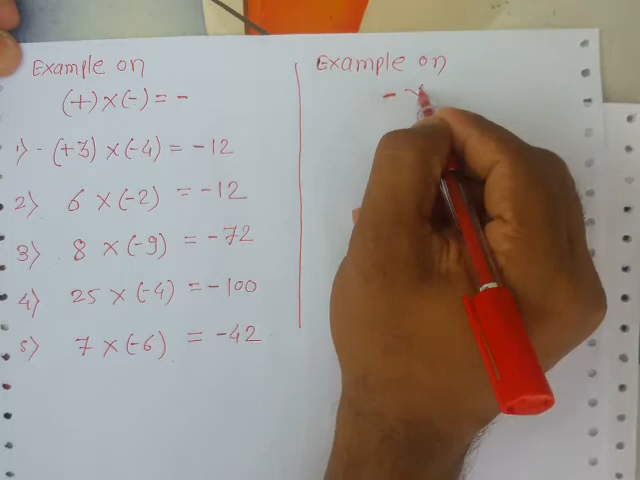 Example on
(+) × (-) = -
1) - (+3) × (-4) = -12
2) 6 × (-2) = -12
3) 8 × (-9) = -72
4) 25 × (-4) = -100
5) 7 × (-6) = -42
Example on
- ×